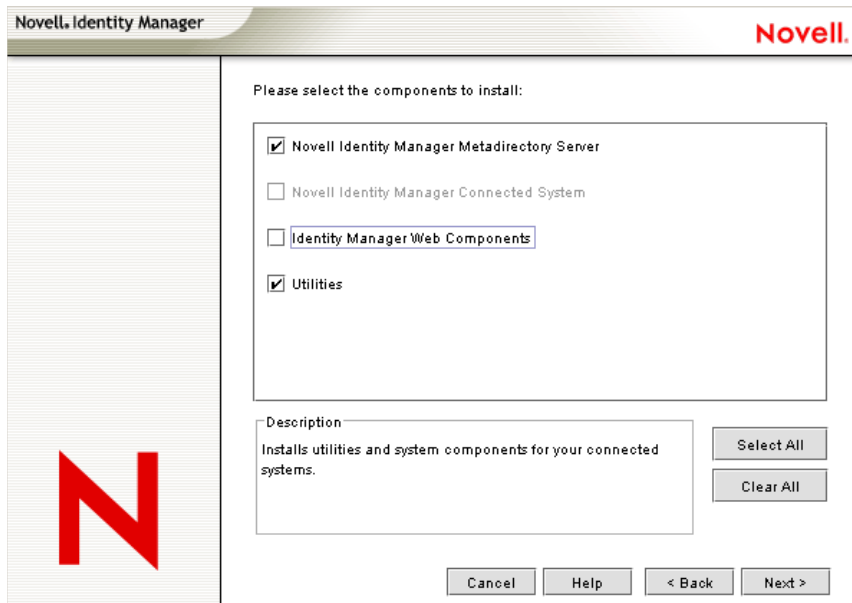 Novell. Identity Manager
Novell.
Please select the components to install:
Novell Identity Manager Metadirectory Server
Novell Identity Manager Connected System
Identity Manager Web Components
Utilities
Description
Installs utilities and system components for your connected
systems.
Select All
Clear All
N
Cancel
Help
< Back
Next >